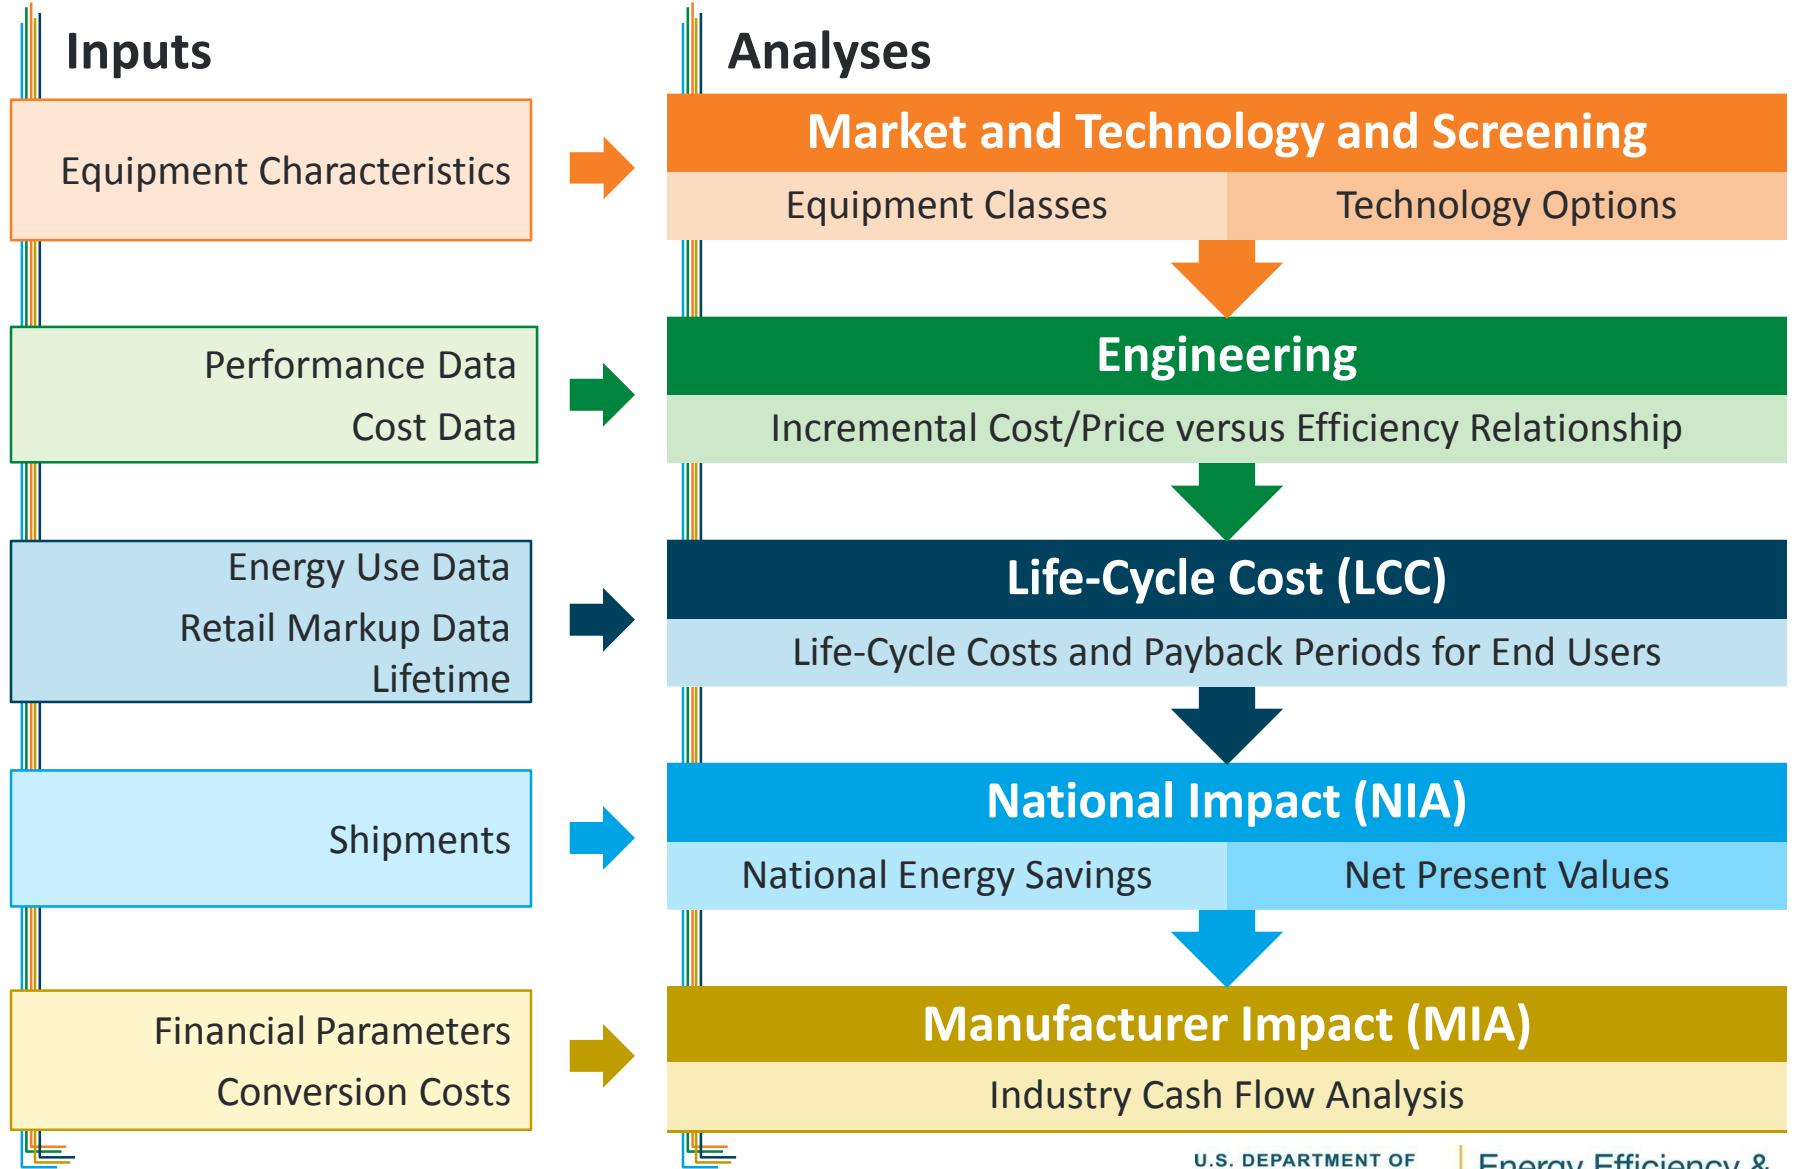 Inputs
Analyses
Equipment Characteristics
Market and Technology and Screening
Equipment Classes
Technology Options
Performance Data
Cost Data
Engineering
Incremental Cost/Price versus Efficiency Relationship
Energy Use Data
Retail Markup Data
Lifetime
Life-Cycle Cost (LCC)
Life-Cycle Costs and Payback Periods for End Users
Shipments
National Impact (NIA)
National Energy Savings
Net Present Values
Financial Parameters
Conversion Costs
Manufacturer Impact (MIA)
Industry Cash Flow Analysis
U.S. DEPARTMENT OF
Energy Efficiency &